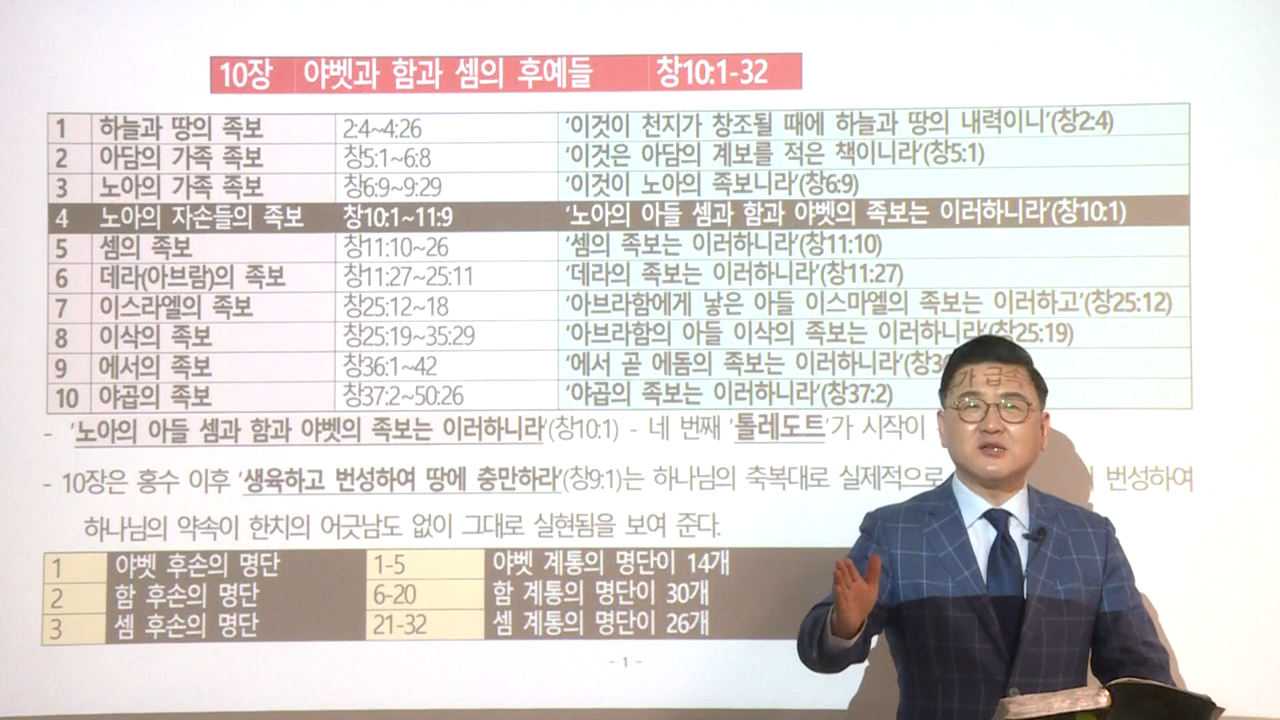 10장 야벳과 함과 셈의 후예들 창10:1-32
1 하늘과 땅의 족보 2:4~4:26 ‘이것이 천지가 창조될 때에 하늘과 땅의 내력이니’(창2:4)
2 아담의 가족 족보 창5:1~6:8 ‘이것은 아담의 계보를 적은 책이니라’(창5:1)
3 노아의 가족 족보 창6:9~9:29 ‘이것이 노아의 족보니라’(창6:9)
4 노아의 자손들의 족보 창10:1~11:9 ‘노아의 아들 셈과 함과 야벳의 족보는 이러하니라’(창10:1)
5 셈의 족보 창11:10~26 ‘셈의 족보는 이러하니라’(창11:10)
6 데라(아브람)의 족보 창11:27~25:11 ‘데라의 족보는 이러하니라’(창11:27)
7 이스라엘의 족보 창25:12~18 ‘아브라함에게 낳은 아들 이스마엘의 족보는 이러하고’(창25:12)
8 이삭의 족보 창25:19~35:29 ‘아브라함의 아들 이삭의 족보는 이러하니라’(창25:19)
9 에서의 족보 창36:1~42 ‘에서 곧 에돔의 족보는 이러하니라’(창3
10 야곱의 족보 창37:2~50:26 ‘야곱의 족보는 이러하니라’(창37:2)
- ‘노아의 아들 셈과 함과 야벳의 족보는 이러하니라’(창10:1) - 네 번째 ‘톨레도트’가 시작이
- 10장은 홍수 이후 ‘생육하고 번성하여 땅에 충만하라’(창9:1)는 하나님의 축복대로 실제적으로 번성하여
하나님의 약속이 한치의 어긋남도 없이 그대로 실현됨을 보여 준다.
1 야벳 후손의 명단 1-5 야벳 계통의 명단이 14개
2 함 후손의 명단 6-20 함 계통의 명단이 30개
3 셈 후손의 명단 21-32 셈 계통의 명단이 26개
- 1 -